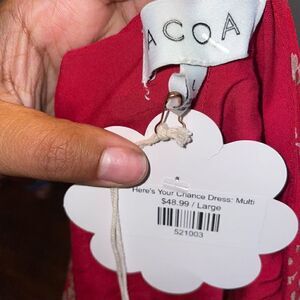 ACOA
L
Here's Your Chance Dress: Multi
$48.99 / Large
521003